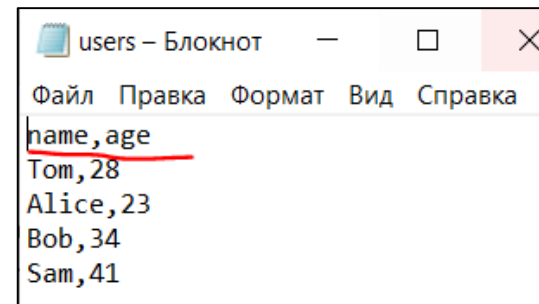 users – Блокнот
Файл Правка Формат Вид Справка
name,age
Tom,28
Alice,23
Bob,34
Sam,41